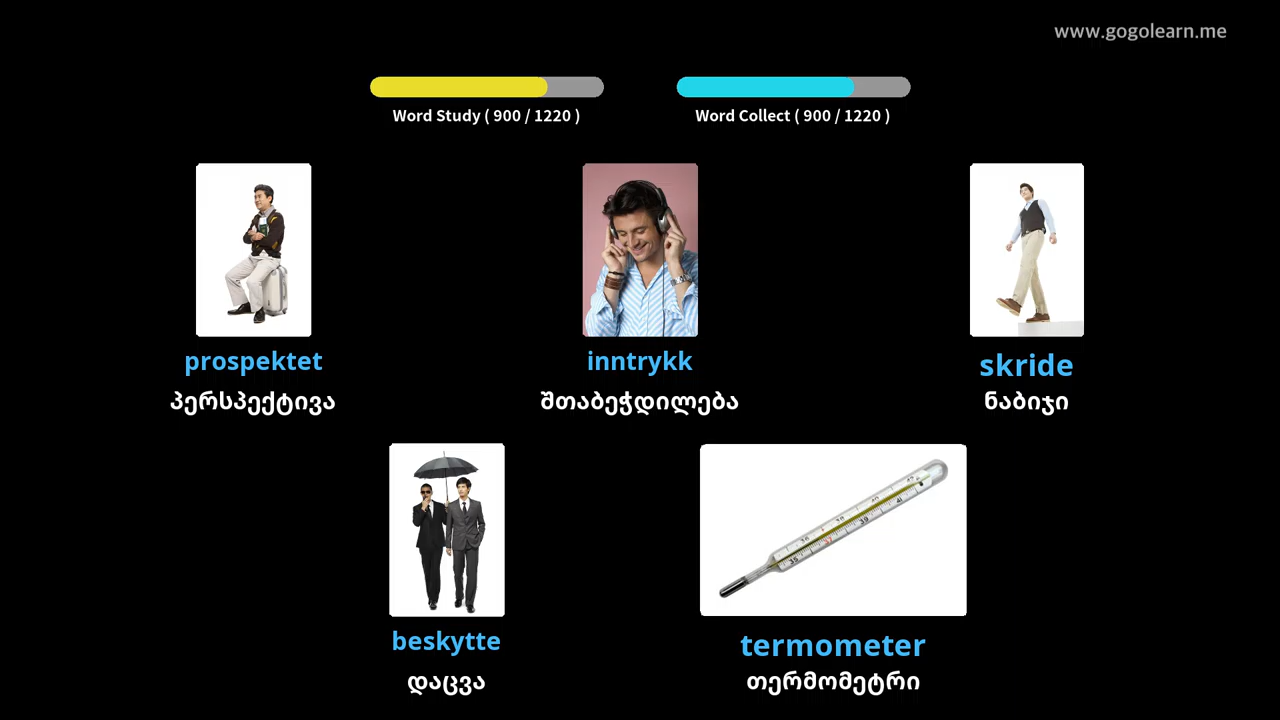 www.gogolearn.me
Word Study ( 900 / 1220 )
Word Collect ( 900 / 1220 )
prospektet
inntrykk
skride
პერსპექტივა
შთაბეჭდილება
ნაბიჯი
beskytte
termometer
დაცვა
თერმომეტრი